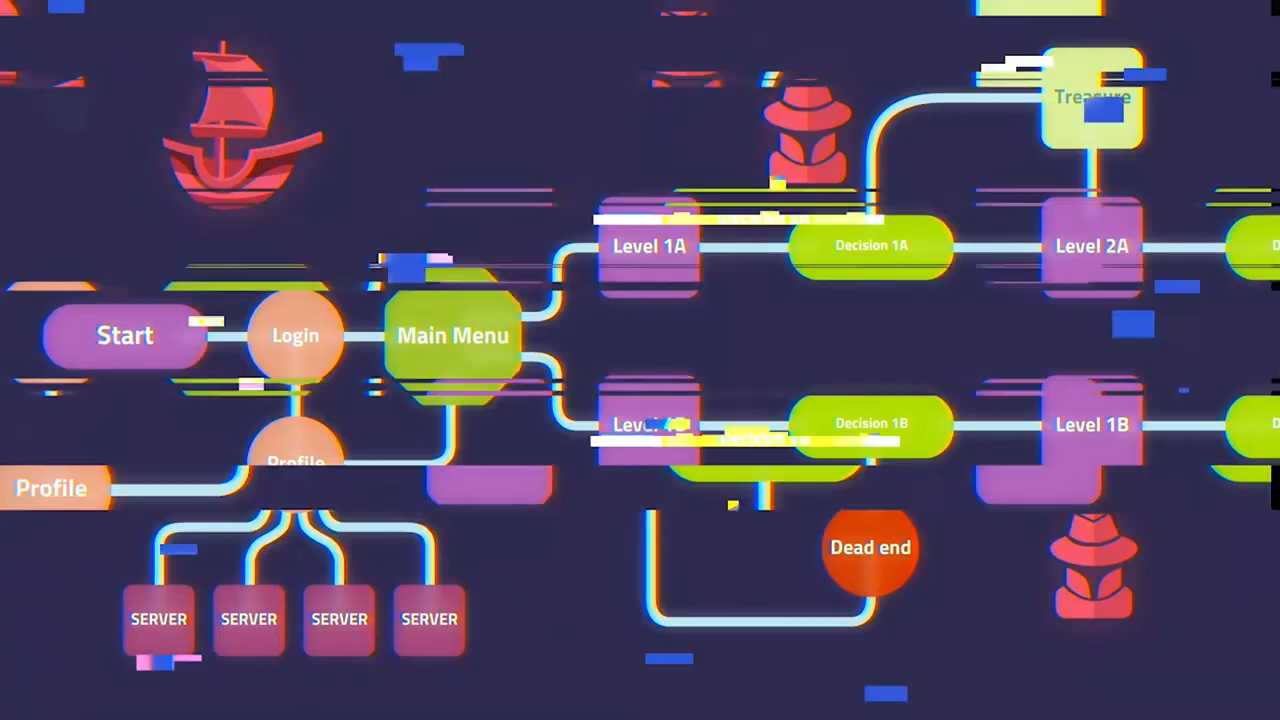 Treasure
Level 1A
Decision 1A
Level 2A
D
Start
Login
Main Menu
Decision 1B
Level 1B
D
Profile
Profile
Dead end
SERVER
SERVER
SERVER
SERVER